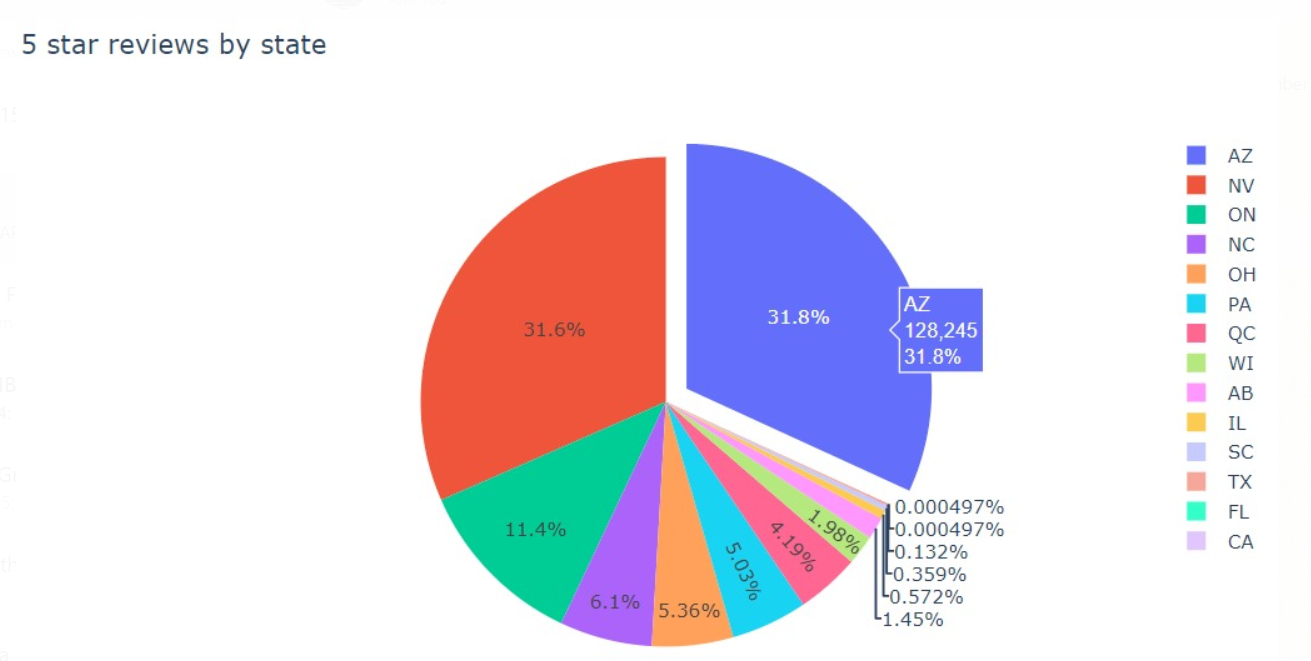 5 star reviews by state
31.8%
31.6%
11.4%
6.1%
5.36%
5.03%
4.19%
1.98%
AZ
128,245
31.8%
0.000497%
0.000497%
0.132%
0.359%
0.572%
1.45%
AZ
NV
ON
NC
OH
PA
QC
WI
AB
IL
SC
TX
FL
CA